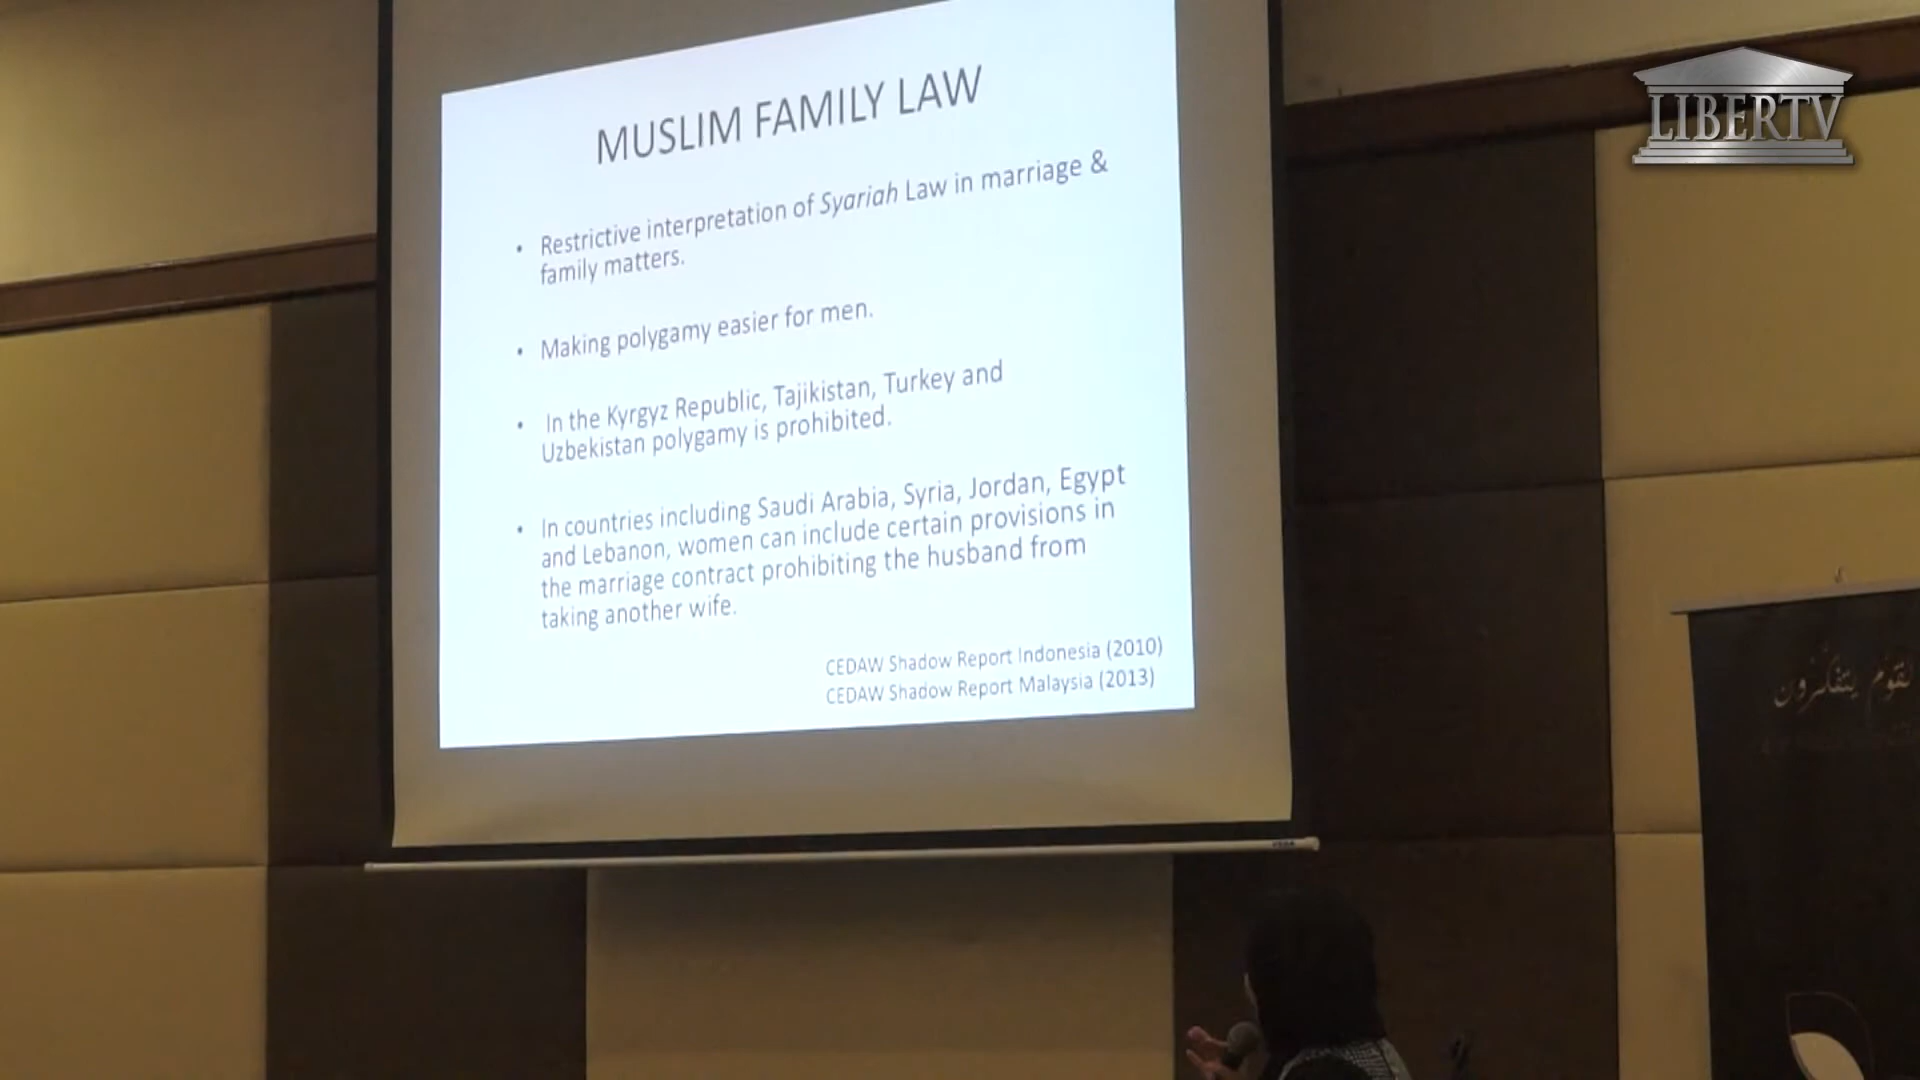 LIBERTV
MUSLIM FAMILY LAW
• Restrictive interpretation of Syariah Law in marriage &
family matters.
• Making polygamy easier for men.
• In the Kyrgyz Republic, Tajikistan, Turkey and
Uzbekistan polygamy is prohibited.
• In countries including Saudi Arabia, Syria, Jordan, Egypt
and Lebanon, women can include certain provisions in
the marriage contract prohibiting the husband from
taking another wife.
CEDAW Shadow Report Indonesia (2010)
CEDAW Shadow Report Malaysia (2013)
لقوم يتفكرون